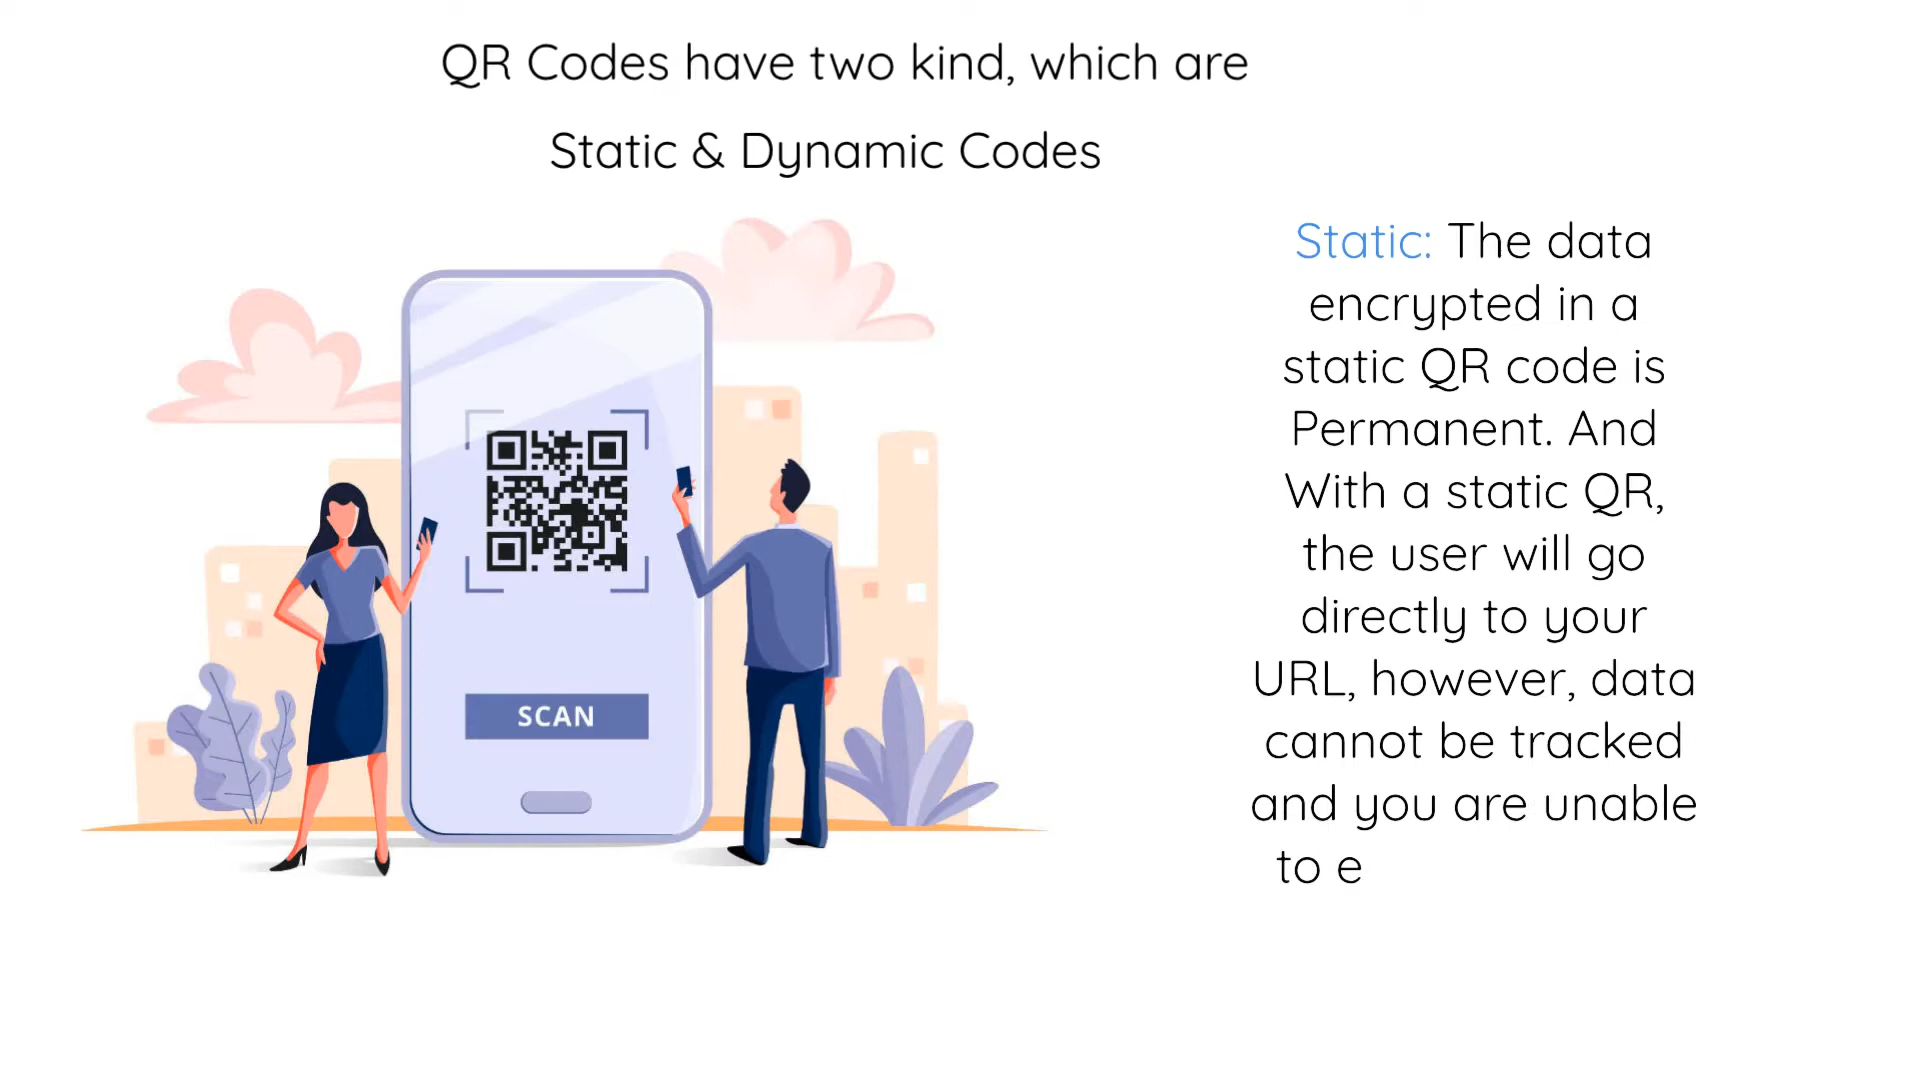 QR Codes have two kind, which are
Static & Dynamic Codes
Static: The data
encrypted in a
static QR code is
Permanent. And
With a static QR,
the user will go
directly to your
URL, however, data
cannot be tracked
and you are unable
to e
SCAN